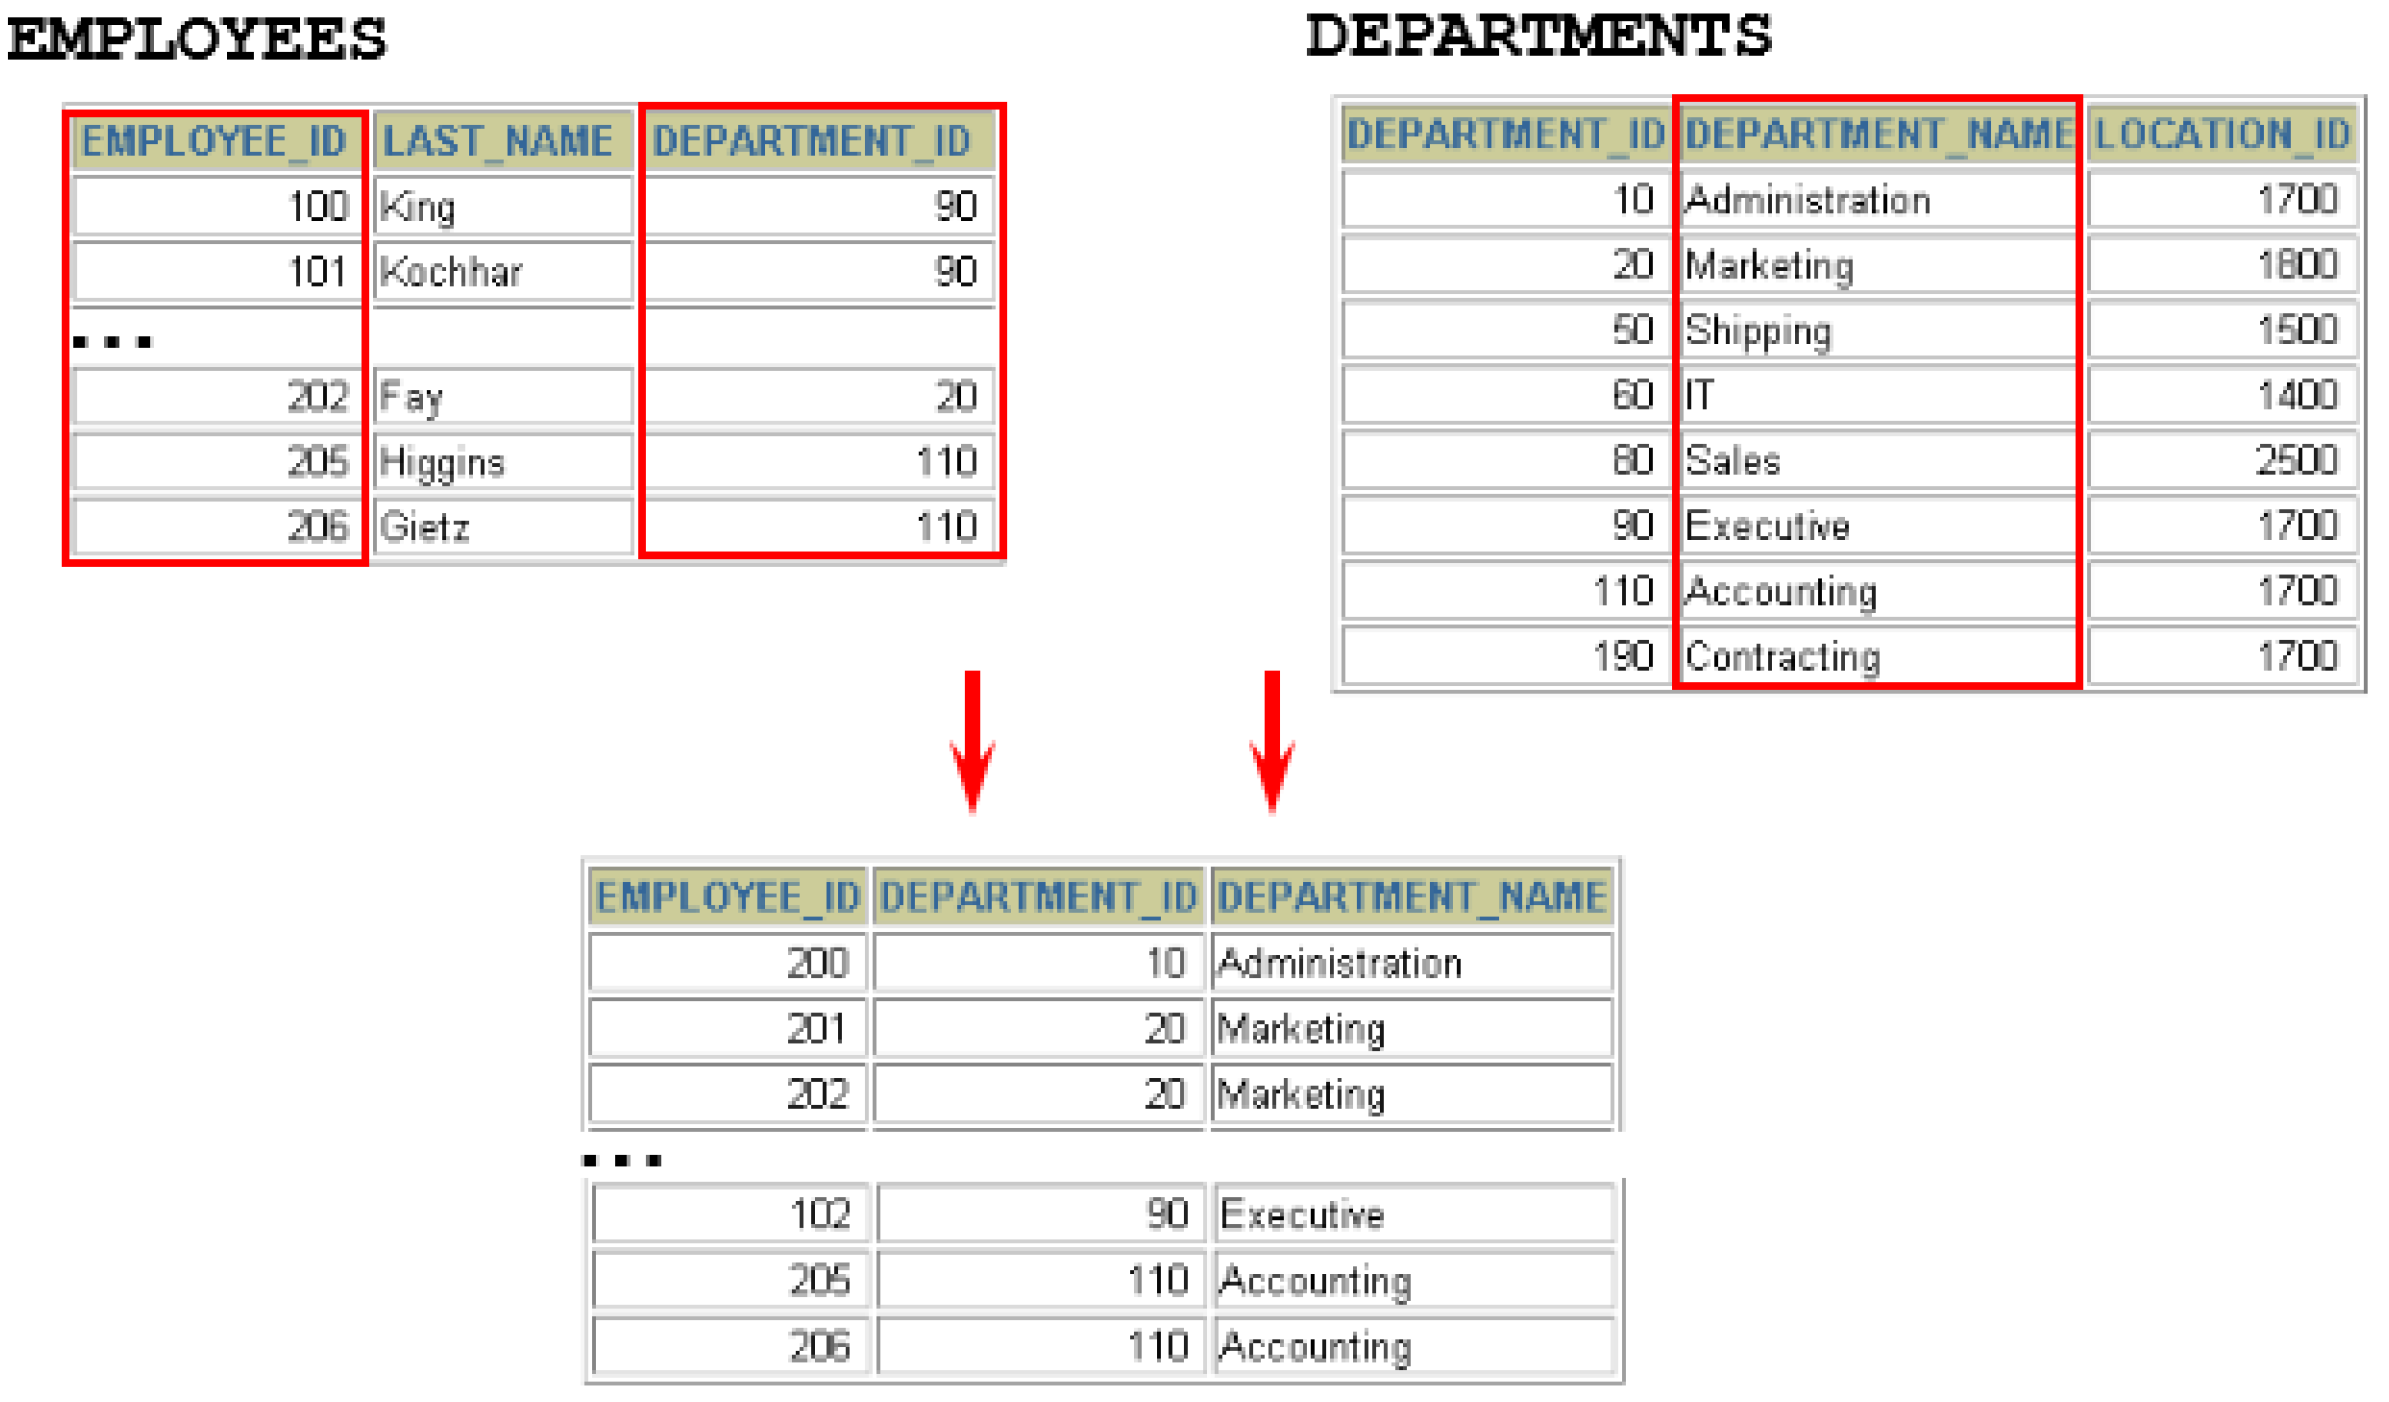 EMPLOYEES
EMPLOYEE_ID LAST_NAME DEPARTMENT_ID
100 King 90
101 Kochhar 90
...
202 Fay 20
205 Higgins 110
206 Gietz 110
DEPARTMENTS
DEPARTMENT_ID DEPARTMENT_NAME LOCATION_ID
10 Administration 1700
20 Marketing 1800
50 Shipping 1500
60 IT 1400
80 Sales 2500
90 Executive 1700
110 Accounting 1700
190 Contracting 1700
EMPLOYEE_ID DEPARTMENT_ID DEPARTMENT_NAME
200 10 Administration
201 20 Marketing
202 20 Marketing
...
102 90 Executive
205 110 Accounting
206 110 Accounting